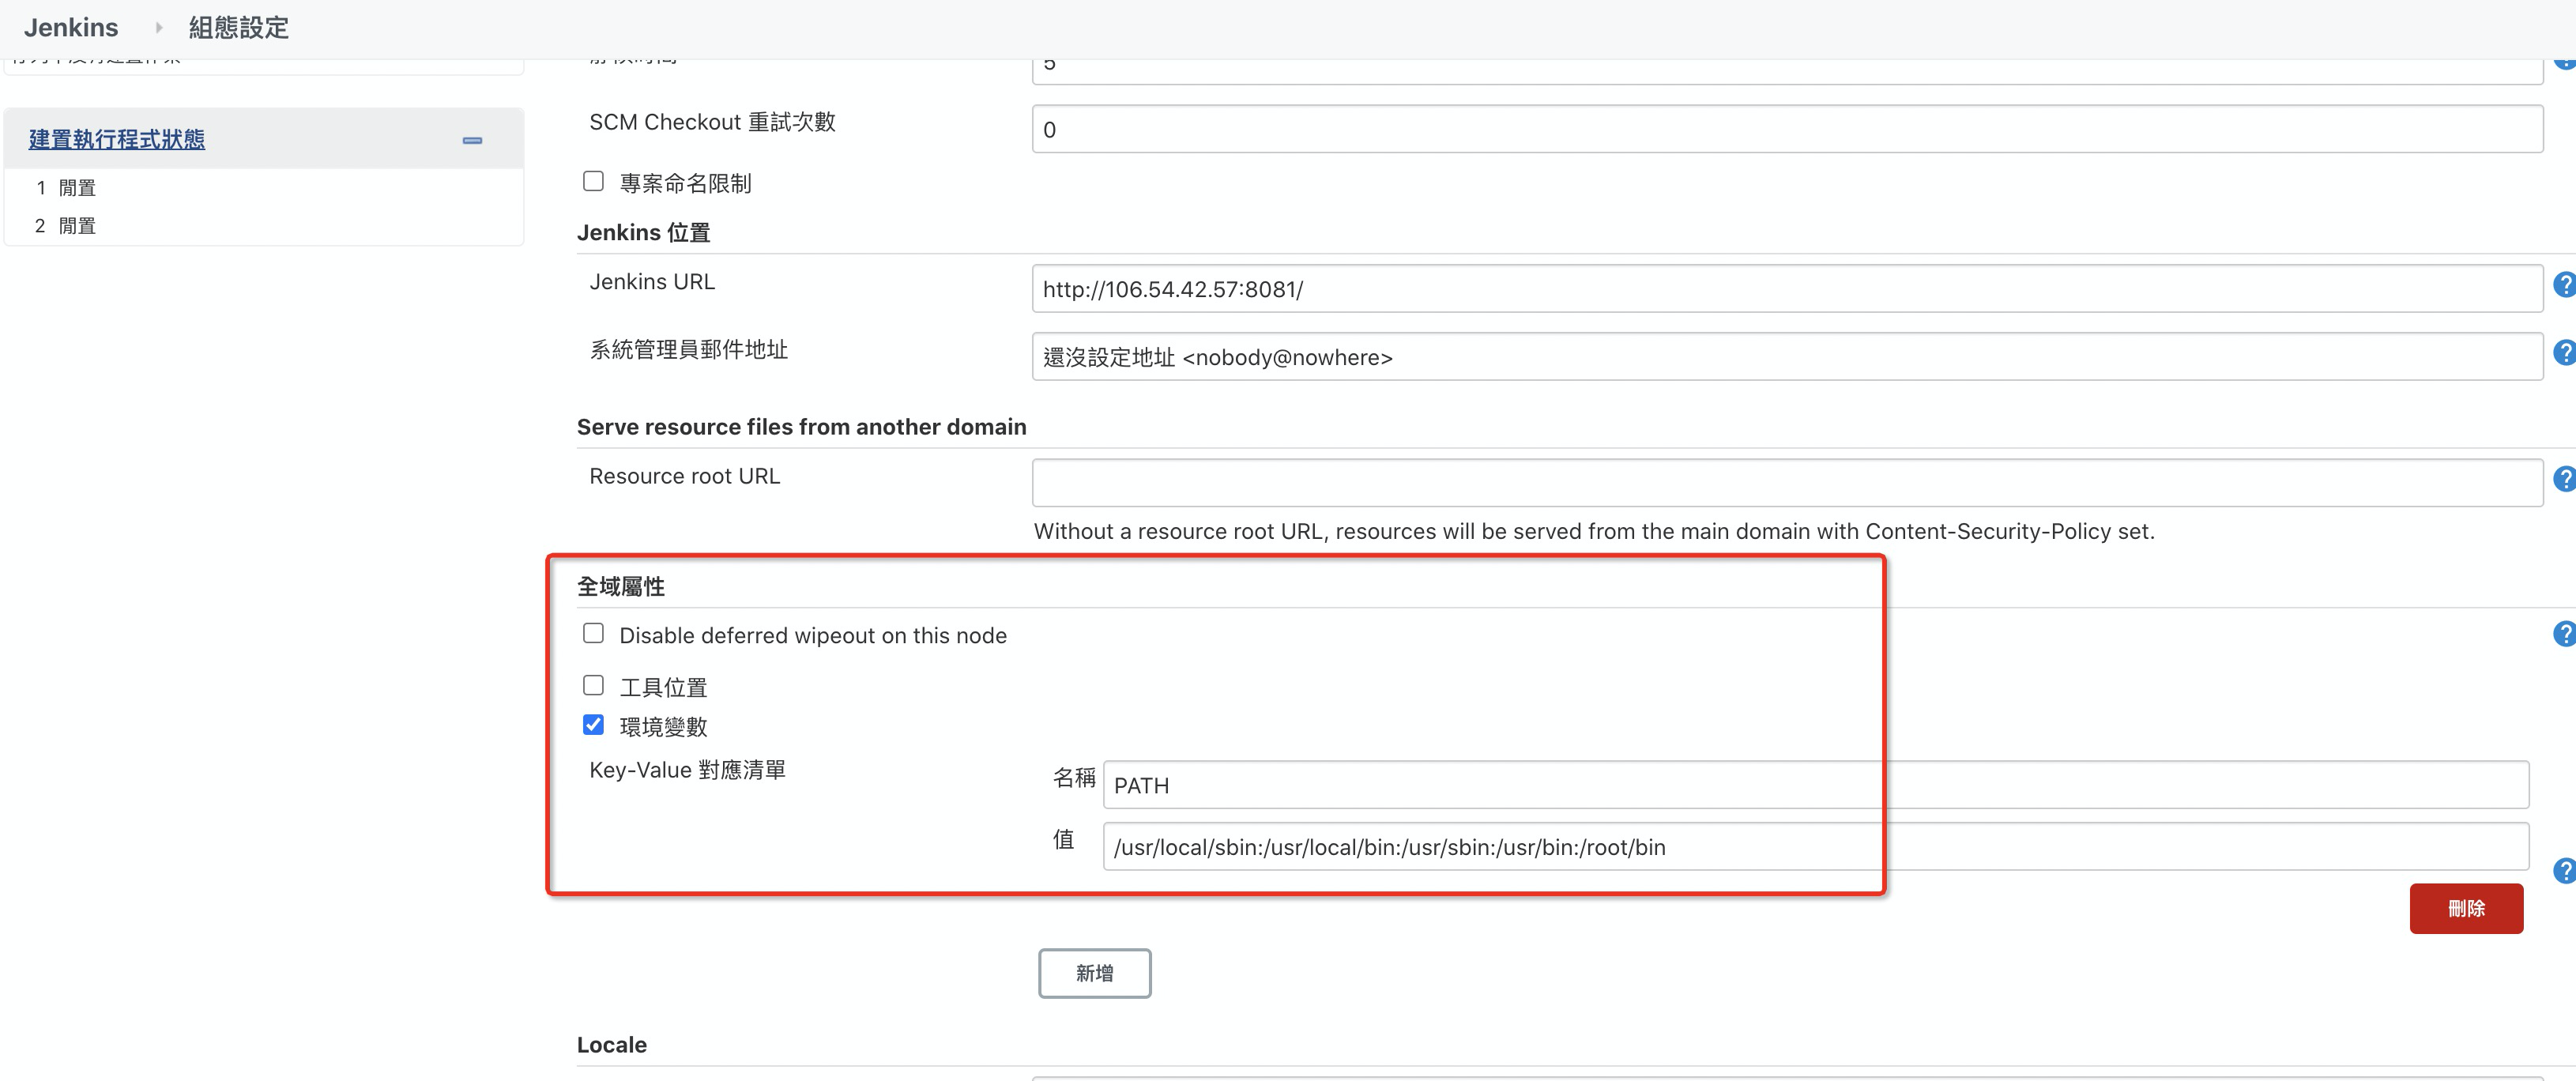 Jenkins
組態設定
5
SCM Checkout 重試次數
0
建置執行程式狀態
1 閒置
2 閒置
專案命名限制
Jenkins 位置
Jenkins URL
http://106.54.42.57:8081/
系統管理員郵件地址
還沒設定地址 <nobody@nowhere>
Serve resource files from another domain
Resource root URL
Without a resource root URL, resources will be served from the main domain with Content-Security-Policy set.
全域屬性
Disable deferred wipeout on this node
工具位置
環境變數
Key-Value 對應清單
名稱
PATH
值
/usr/local/sbin:/usr/local/bin:/usr/sbin:/usr/bin:/root/bin
刪除
新增
Locale